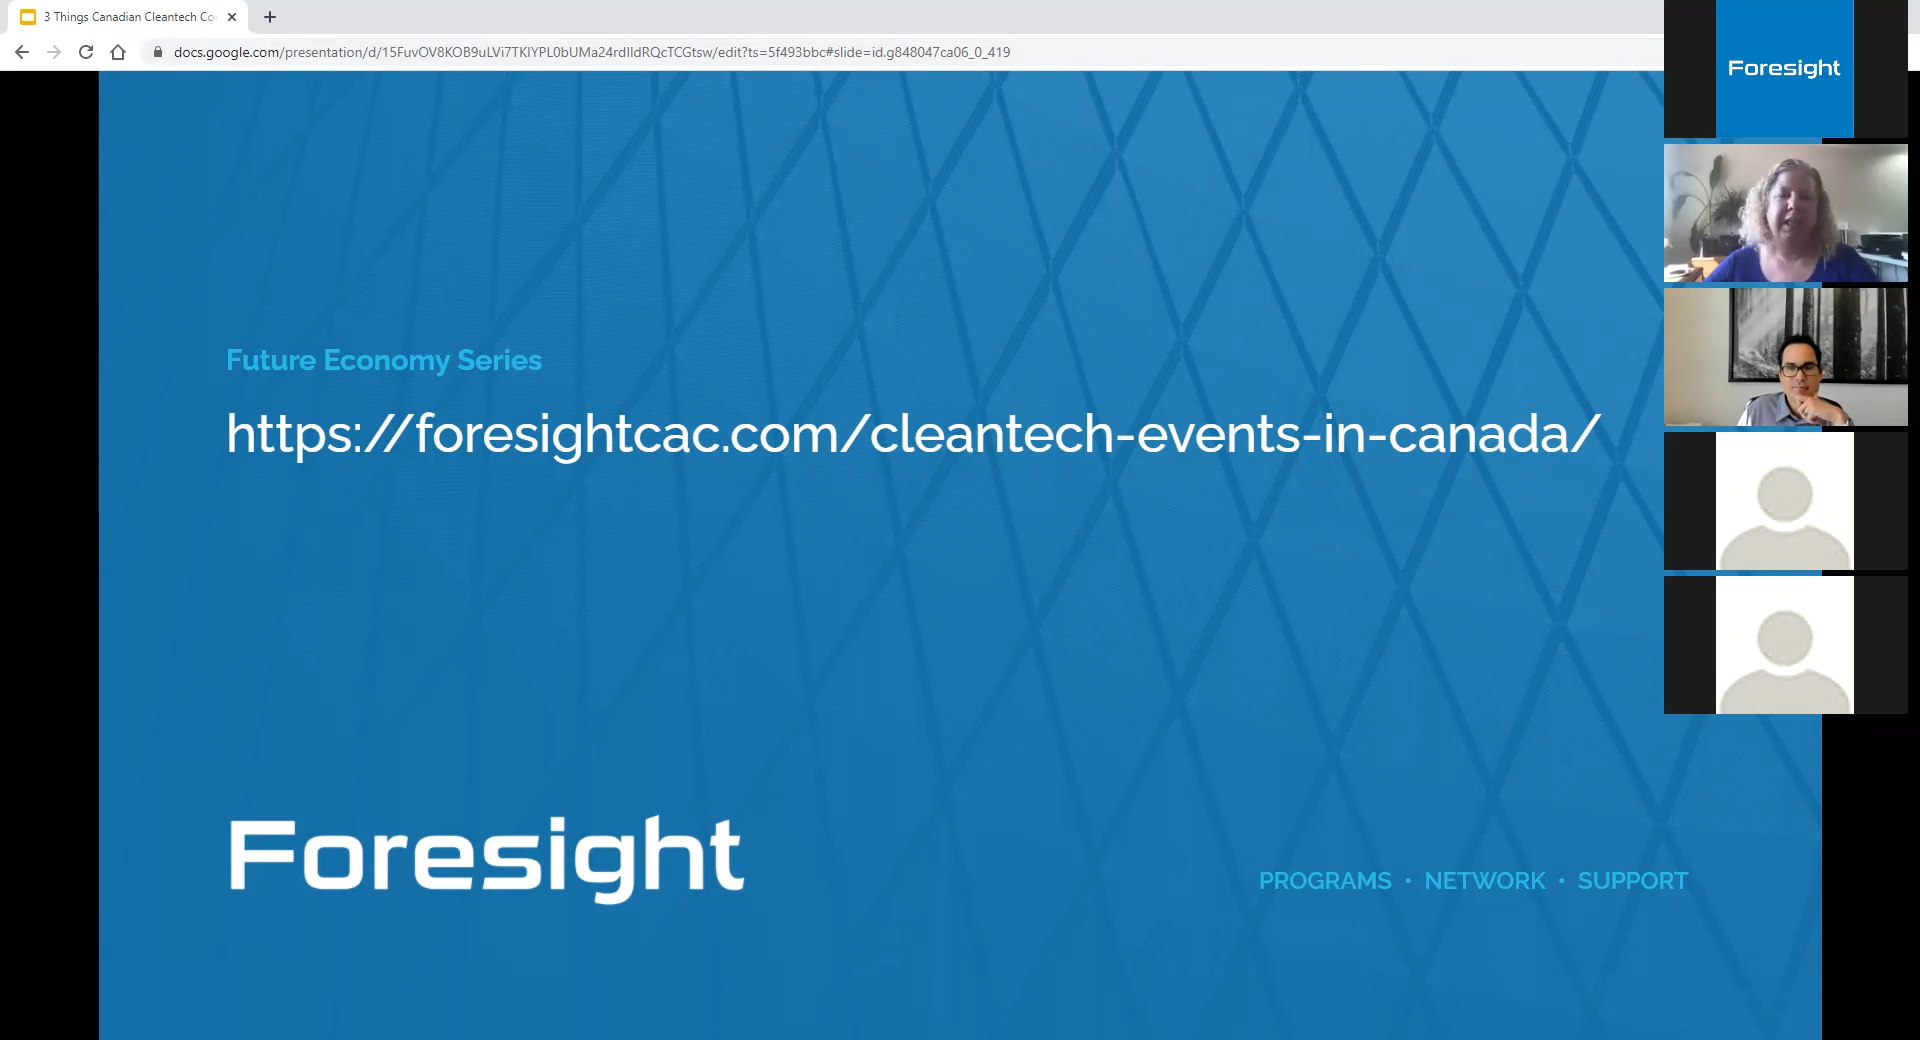 3 Things Canadian Cleantech Co
docs.google.com/presentation/d/15FuvOV8KOB9uLVi7TKIYPL0bUMa24rdIldRQcTCGtsw/edit?ts=5f493bbc#slide=id.g848047ca06_0_419
Foresight
Future Economy Series
https://foresightcac.com/cleantech-events-in-canada/
Foresight
PROGRAMS • NETWORK • SUPPORT